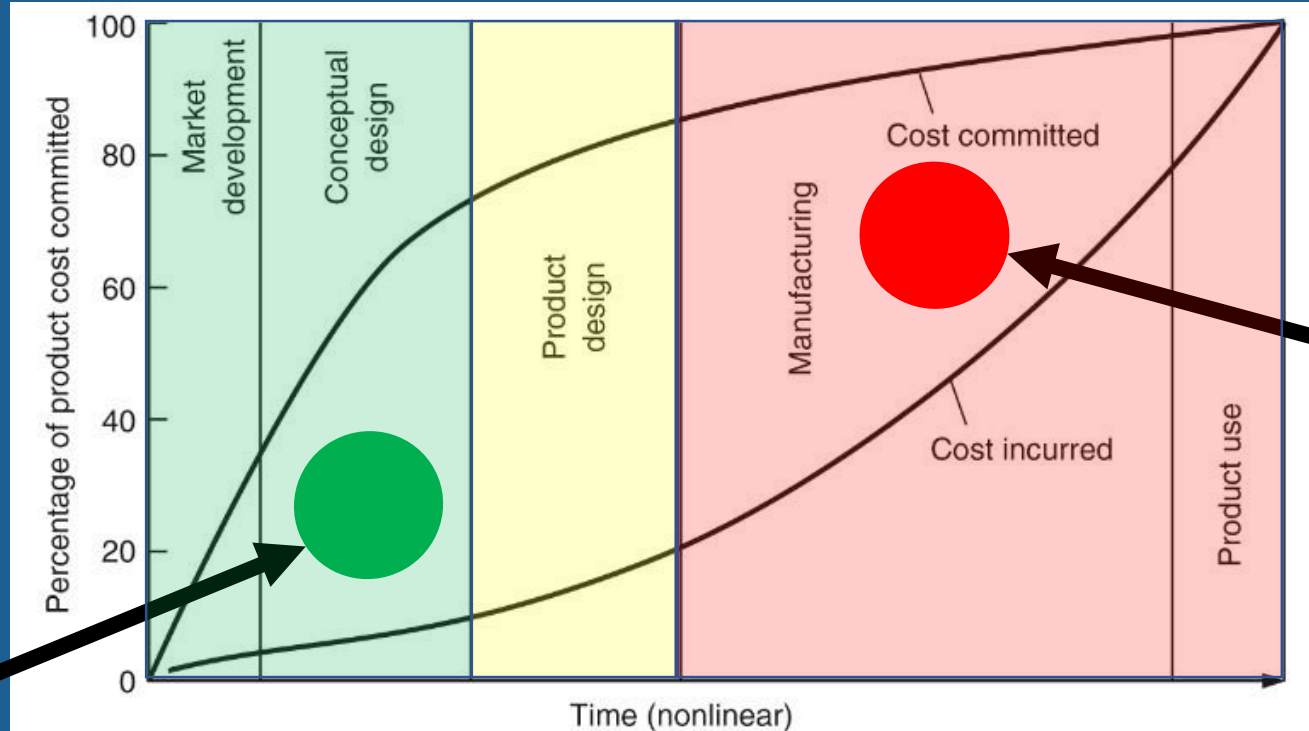 Percentage of product cost committed
100
80
60
40
20
0
Market
development
Conceptual
design
Product
design
Manufacturing
Product use
Cost committed
Cost incurred
Time (nonlinear)